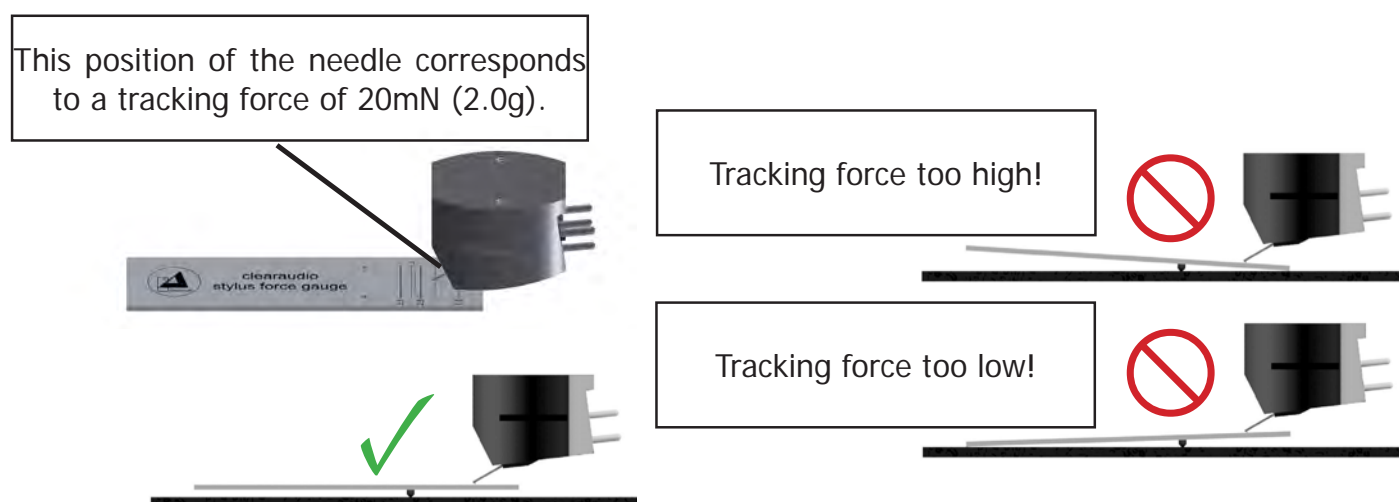 This position of the needle corresponds
to a tracking force of 20mN (2.0g).
Tracking force too high!
clearaudio
stylus force gauge
Tracking force too low!